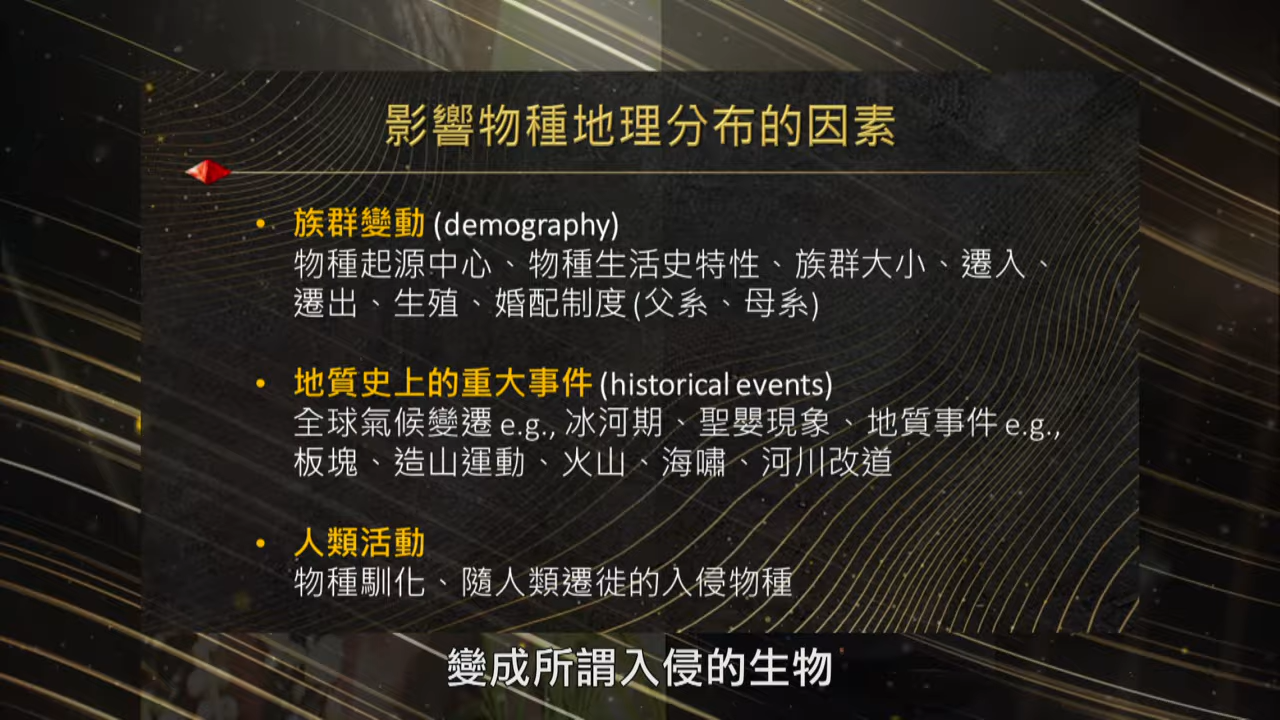 影響物種地理分布的因素
• 族群變動 (demography)
物種起源中心、物種生活史特性、族群大小、遷入、
遷出、生殖、婚配制度 (父系、母系)
• 地質史上的重大事件 (historical events)
全球氣候變遷 e.g., 冰河期、聖嬰現象、地質事件 e.g.,
板塊、造山運動、火山、海嘯、河川改道
• 人類活動
物種馴化、隨人類遷徙的入侵物種
變成所謂入侵的生物